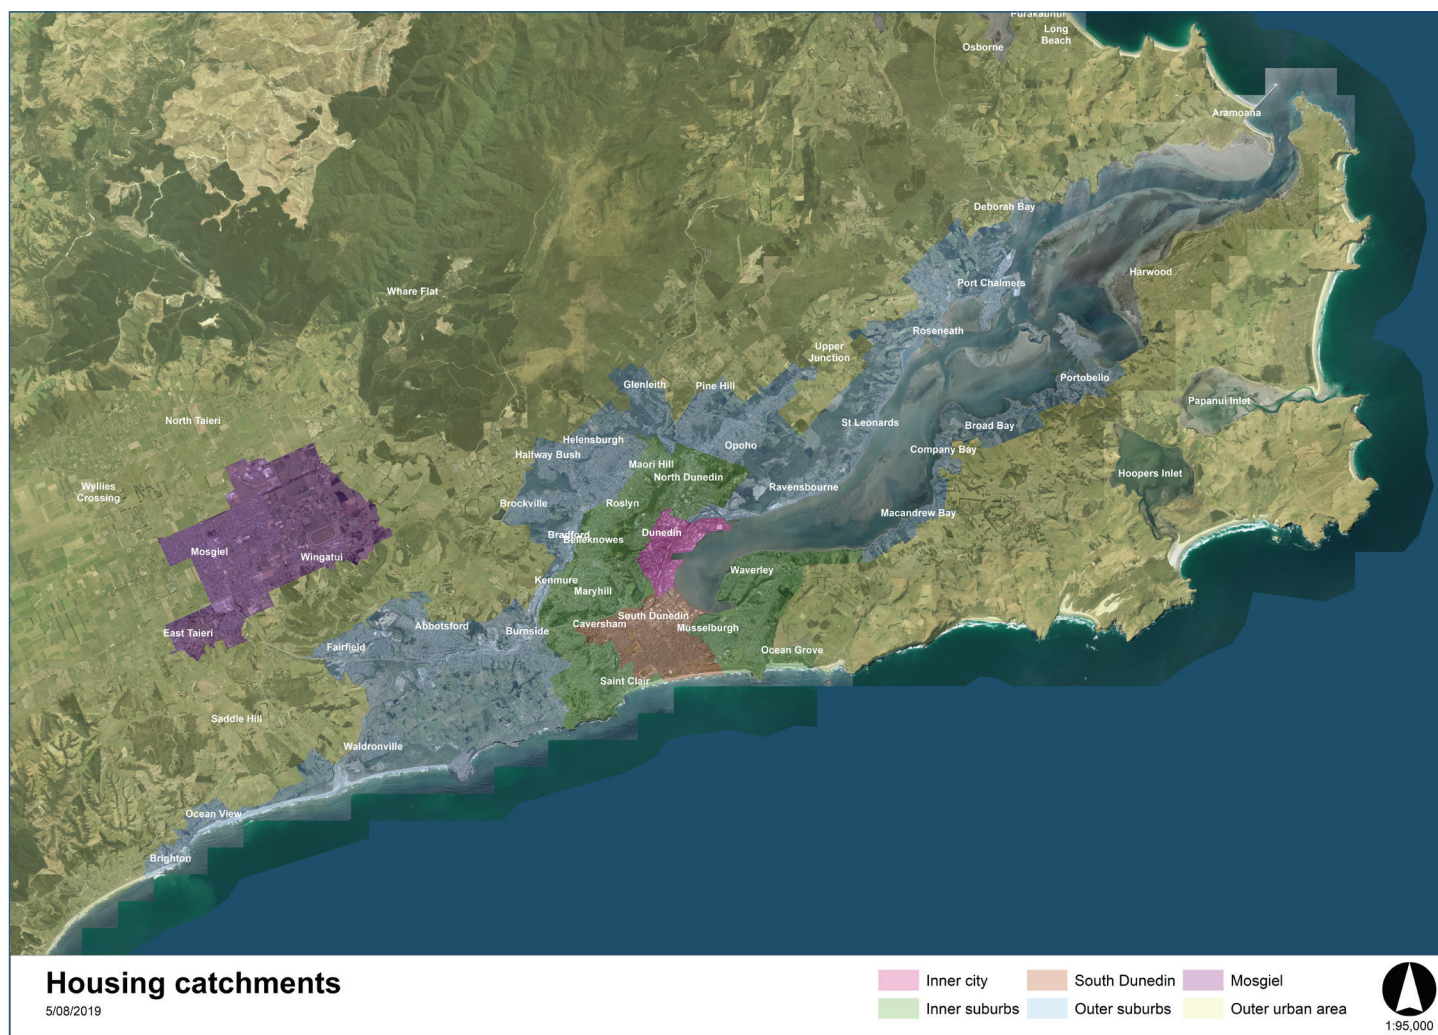 Purakaunui
Long
Beach
Osborne
Aramoana
Deborah Bay
Harwood
Port Chalmers
Whare Flat
Roseneath
Upper
Junction
Portobello
Glenleith
Pine Hill
Papanui Inlet
North Taieri
St Leonards
Broad Bay
Helensburgh
Opoho
Company Bay
Halfway Bush
Maori Hill
North Dunedin
Hoopers Inlet
Wyllies
Crossing
Ravensbourne
Brockville
Roslyn
Macandrew Bay
Bradford
Belleknowes
Dunedin
Mosgiel
Wingatui
Waverley
Kenmure
Maryhill
South Dunedin
Caversham
Musselburgh
Abbotsford
Burnside
East Taieri
Fairfield
Ocean Grove
Saint Clair
Saddle Hill
Waldronville
Ocean View
Brighton
Housing catchments
5/08/2019
Inner city
South Dunedin
Mosgiel
Inner suburbs
Outer suburbs
Outer urban area
1:95,000